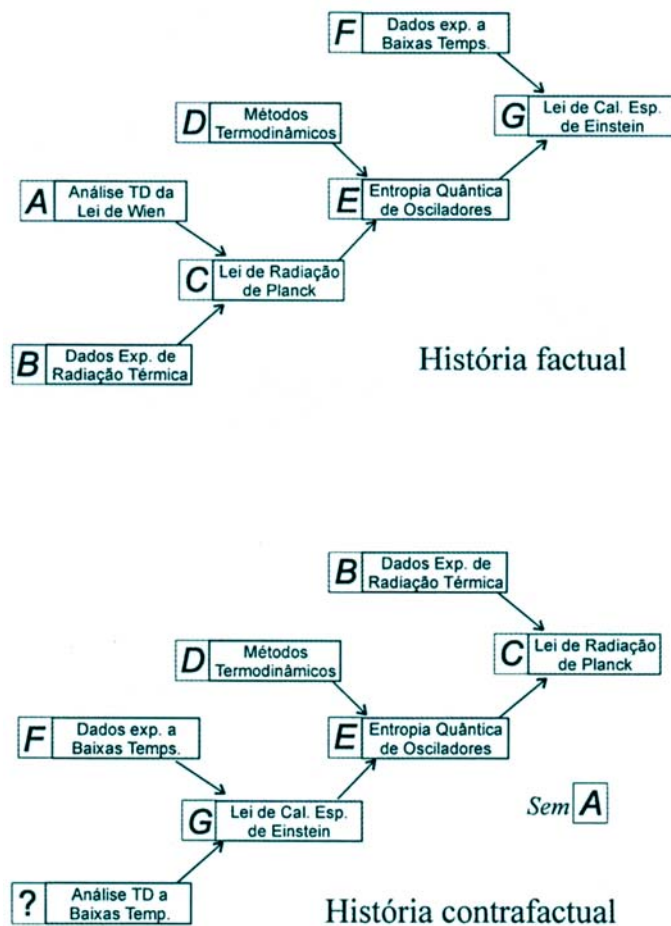 F Dados exp. a
Baixas Temps.
D Métodos
Termodinâmicos
G Lei de Cal. Esp.
de Einstein
A Análise TD da
Lei de Wien
E Entropia Quântica
de Osciladores
C Lei de Radiação
de Planck
B Dados Exp. de
Radiação Térmica
História factual
B Dados Exp. de
Radiação Térmica
D Métodos
Termodinâmicos
C Lei de Radiação
de Planck
F Dados exp. a
Baixas Temps.
E Entropia Quântica
de Osciladores
G Lei de Cal. Esp.
de Einstein
Sem A
? Análise TD a
Baixas Temp.
História contrafactual